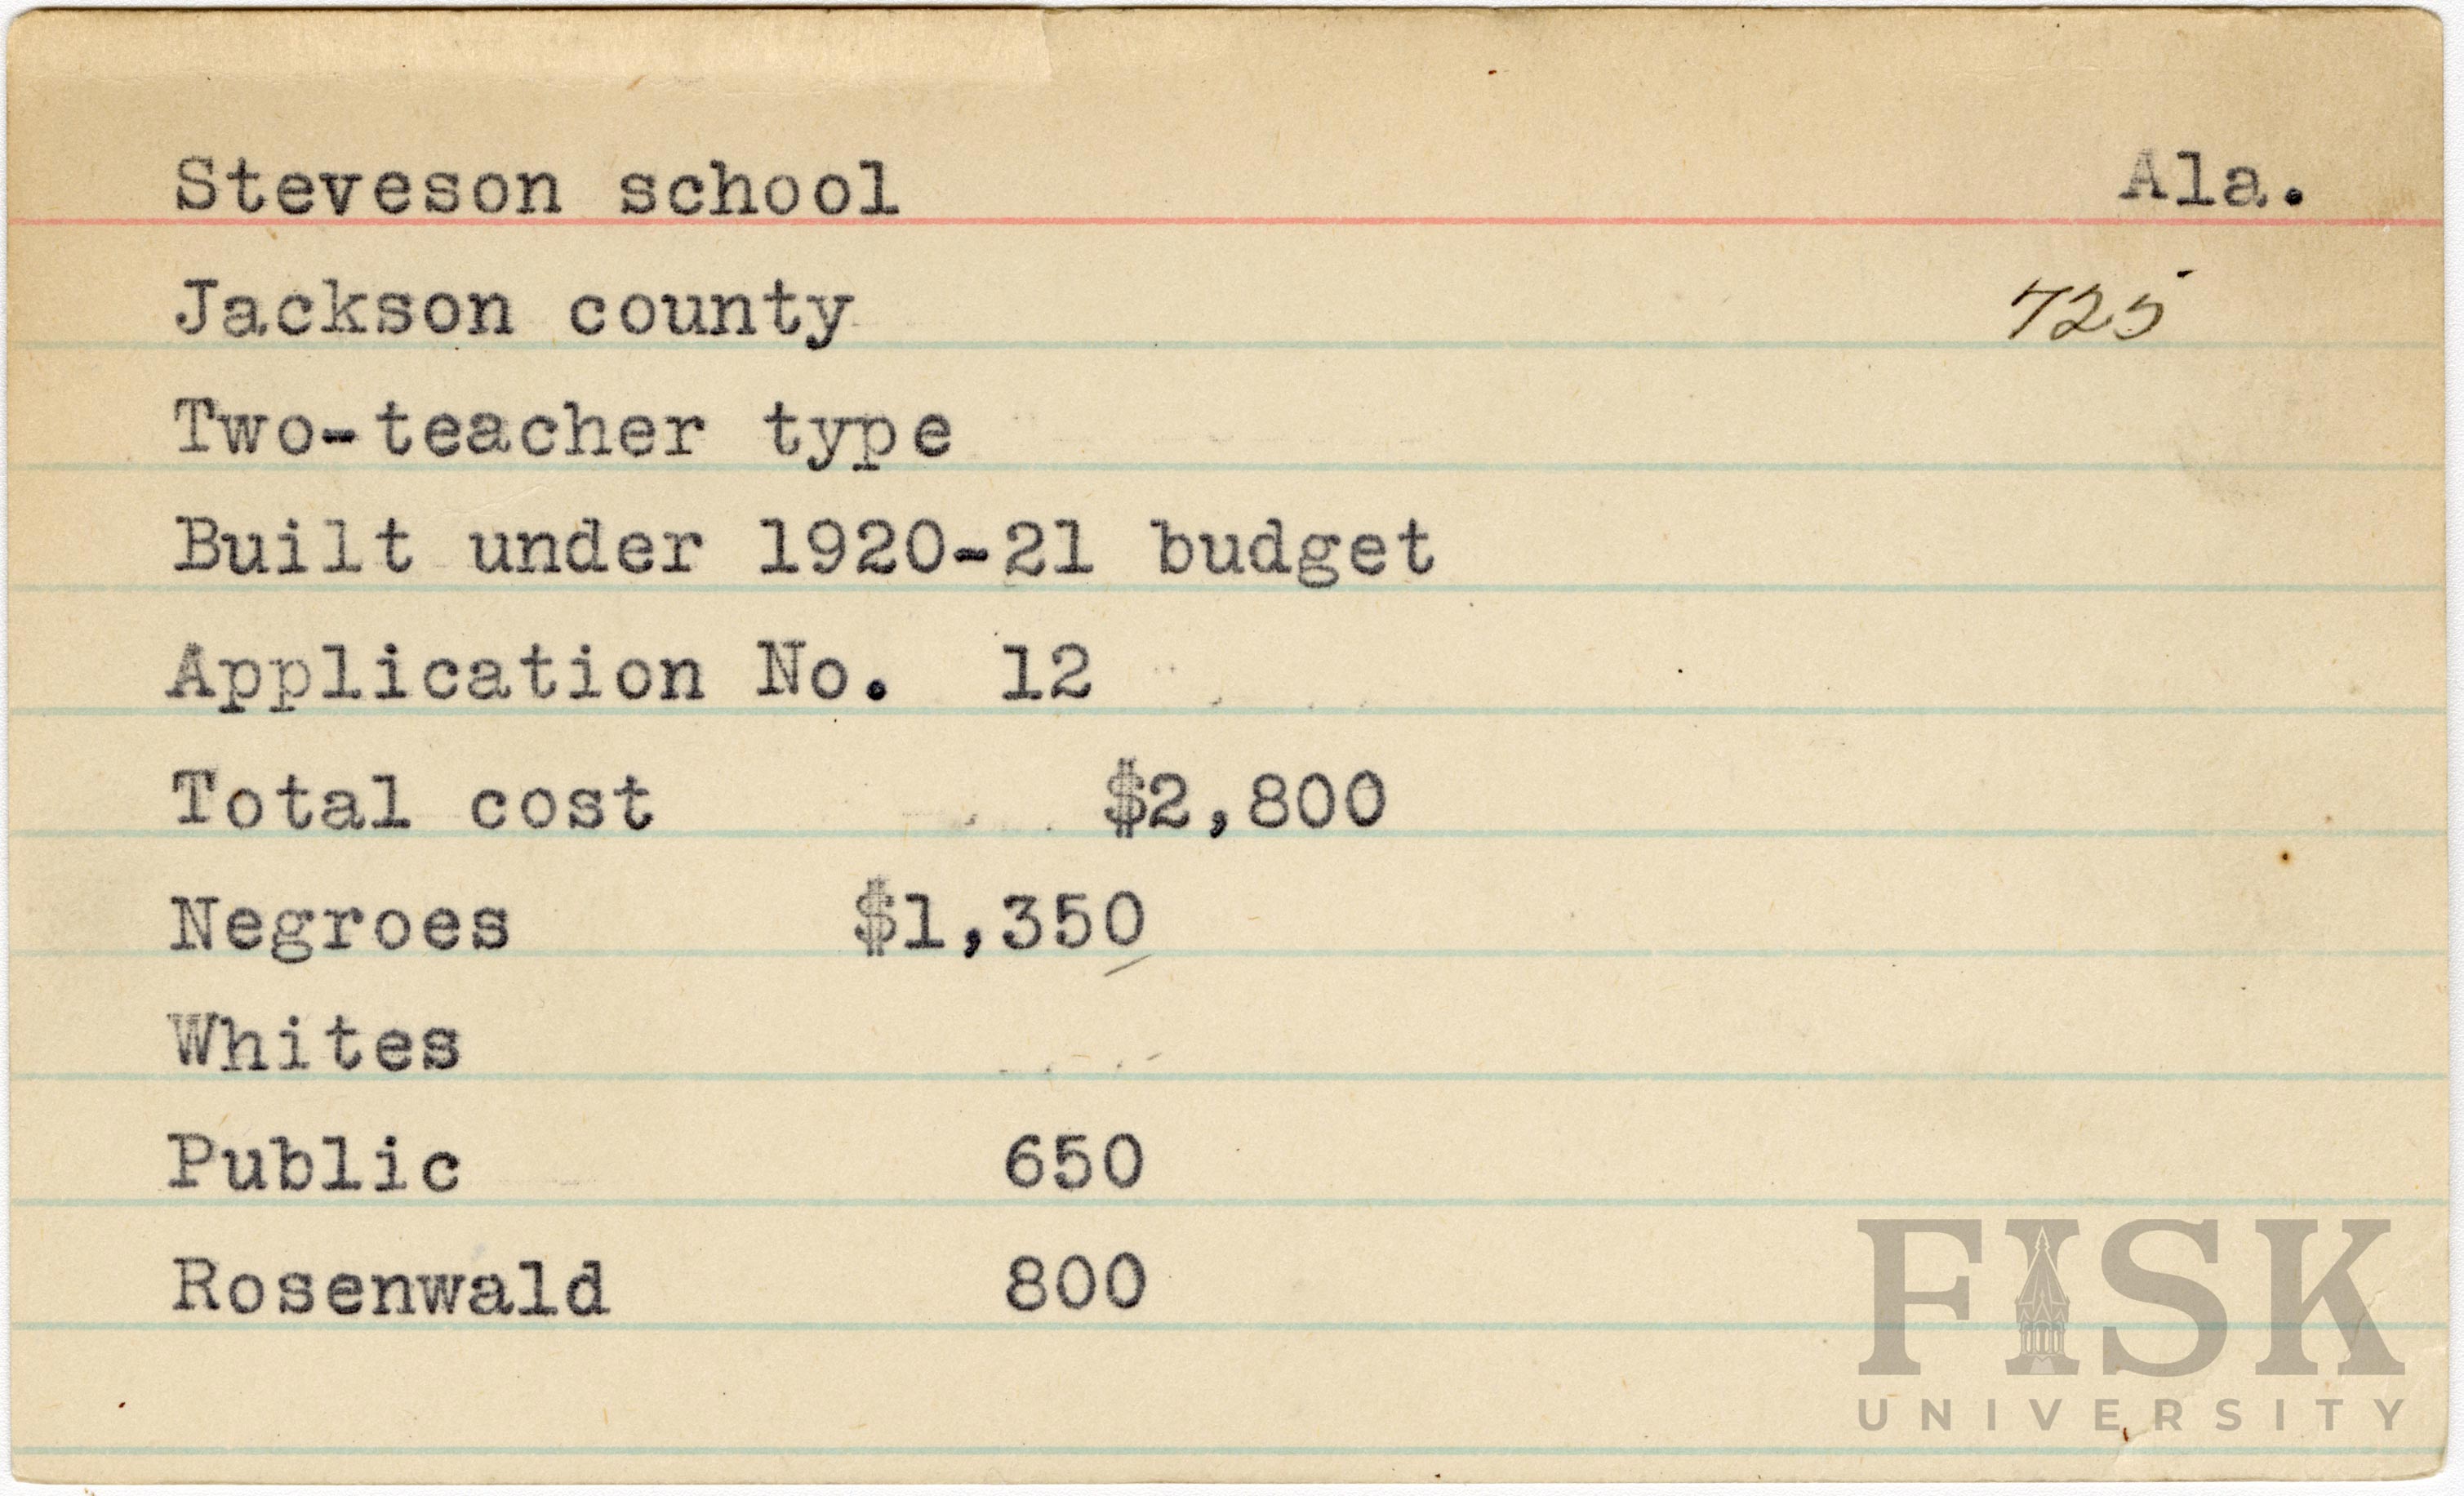 Steveson school Ala.
Jackson county 725
Two-teacher type
Built under 1920-21 budget
Application No. 12
Total cost $2,800
Negroes $1,350
Whites
Public 650
Rosenwald 800
FISK
UNIVERSITY